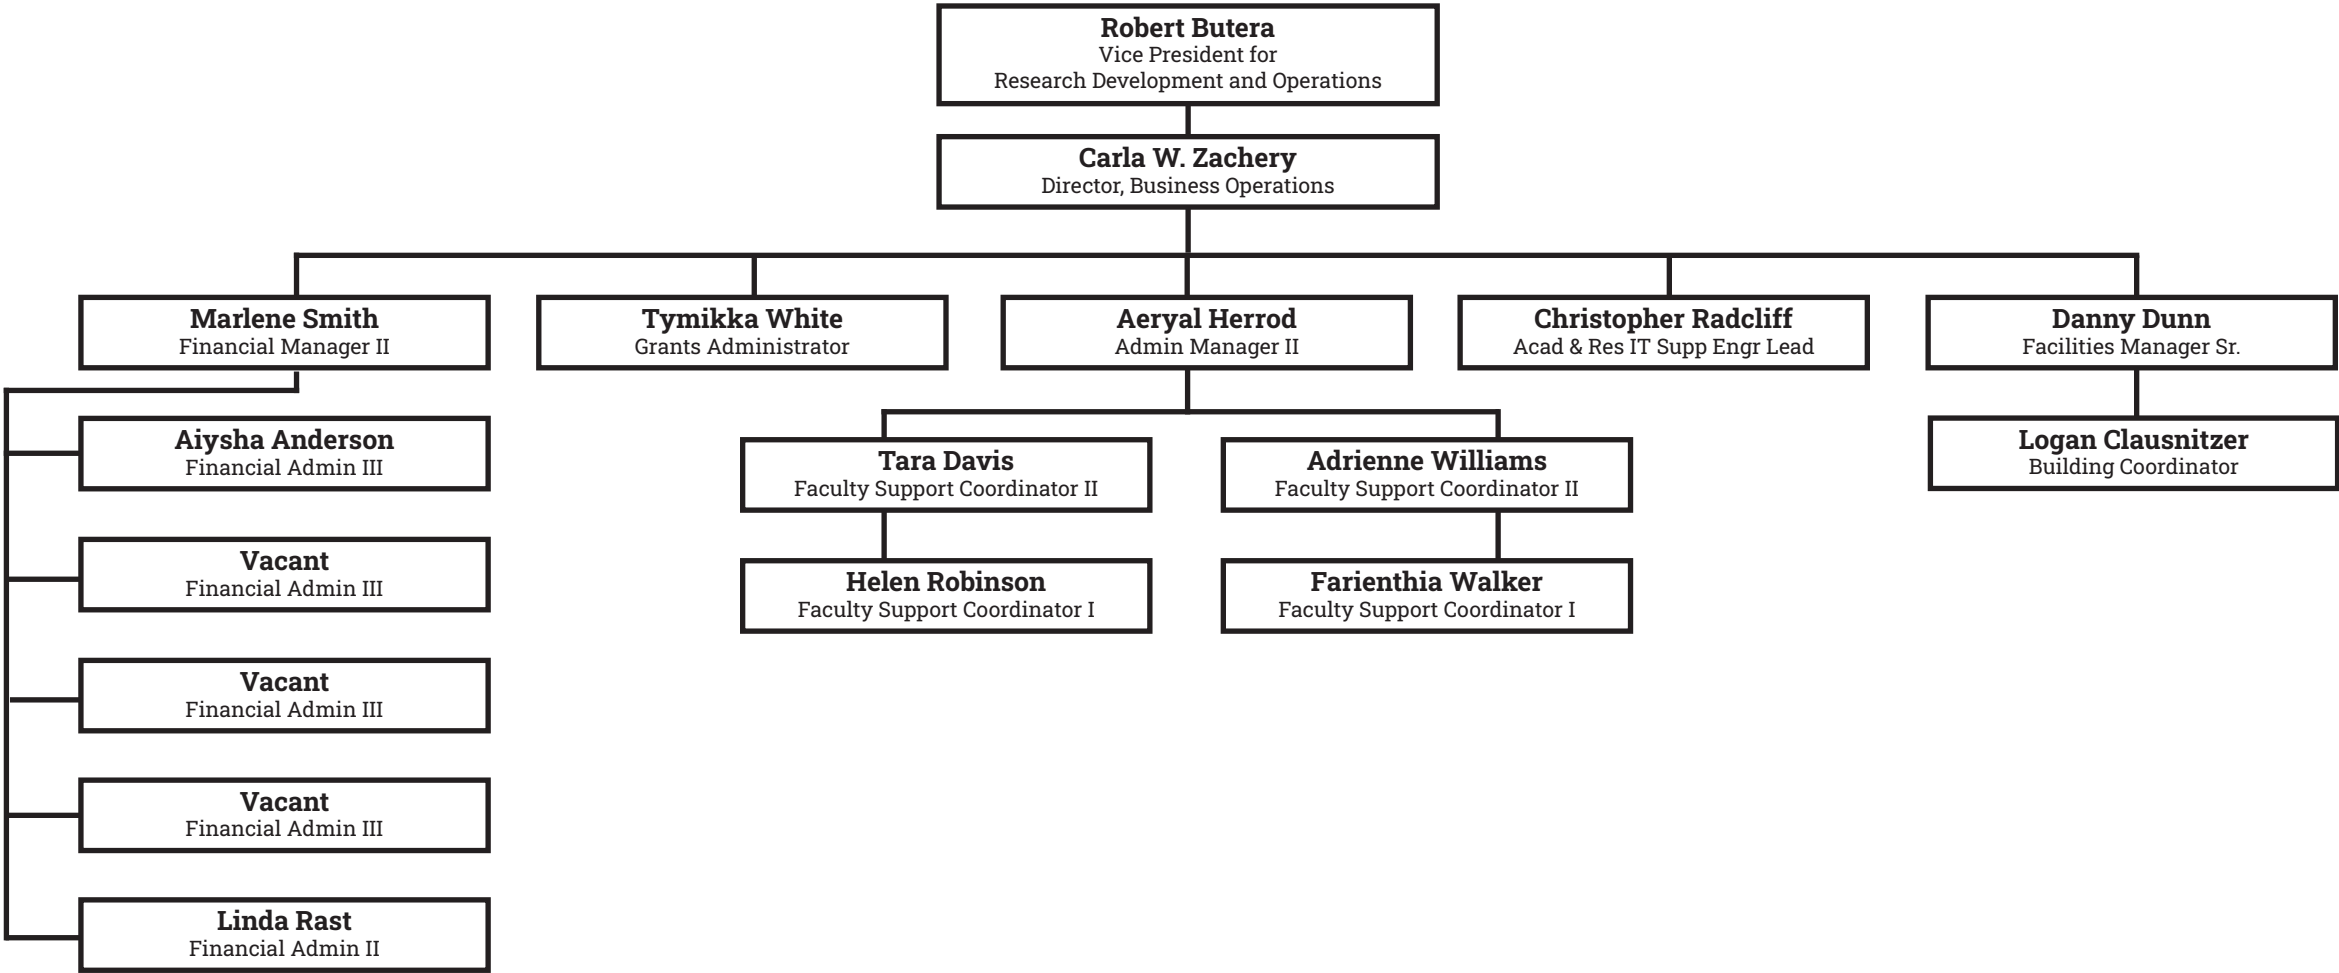 Robert Butera
Vice President for
Research Development and Operations
Carla W. Zachery
Director, Business Operations
Marlene Smith
Financial Manager II
Tymikka White
Grants Administrator
Aeryal Herrod
Admin Manager II
Christopher Radcliff
Acad & Res IT Supp Engr Lead
Danny Dunn
Facilities Manager Sr.
Aiysha Anderson
Financial Admin III
Tara Davis
Faculty Support Coordinator II
Adrienne Williams
Faculty Support Coordinator II
Logan Clausnitzer
Building Coordinator
Vacant
Financial Admin III
Helen Robinson
Faculty Support Coordinator I
Farienthia Walker
Faculty Support Coordinator I
Vacant
Financial Admin III
Vacant
Financial Admin III
Linda Rast
Financial Admin II